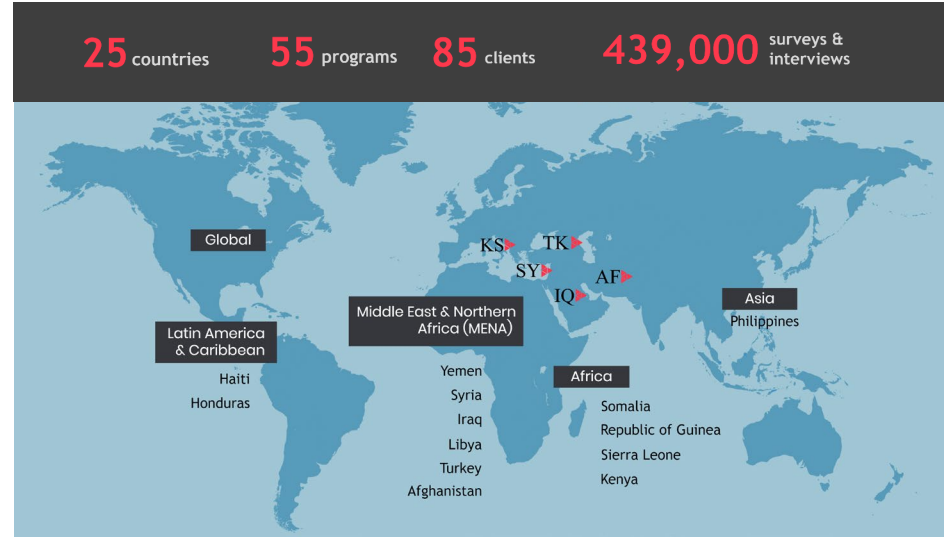 25 countries
55 programs
85 clients
439,000 surveys &
interviews
Global
KS
TK
SY
AF
IQ
Latin America
& Caribbean
Haiti
Honduras
Middle East & Northern
Africa (MENA)
Yemen
Syria
Iraq
Libya
Turkey
Afghanistan
Africa
Somalia
Republic of Guinea
Sierra Leone
Kenya
Asia
Philippines